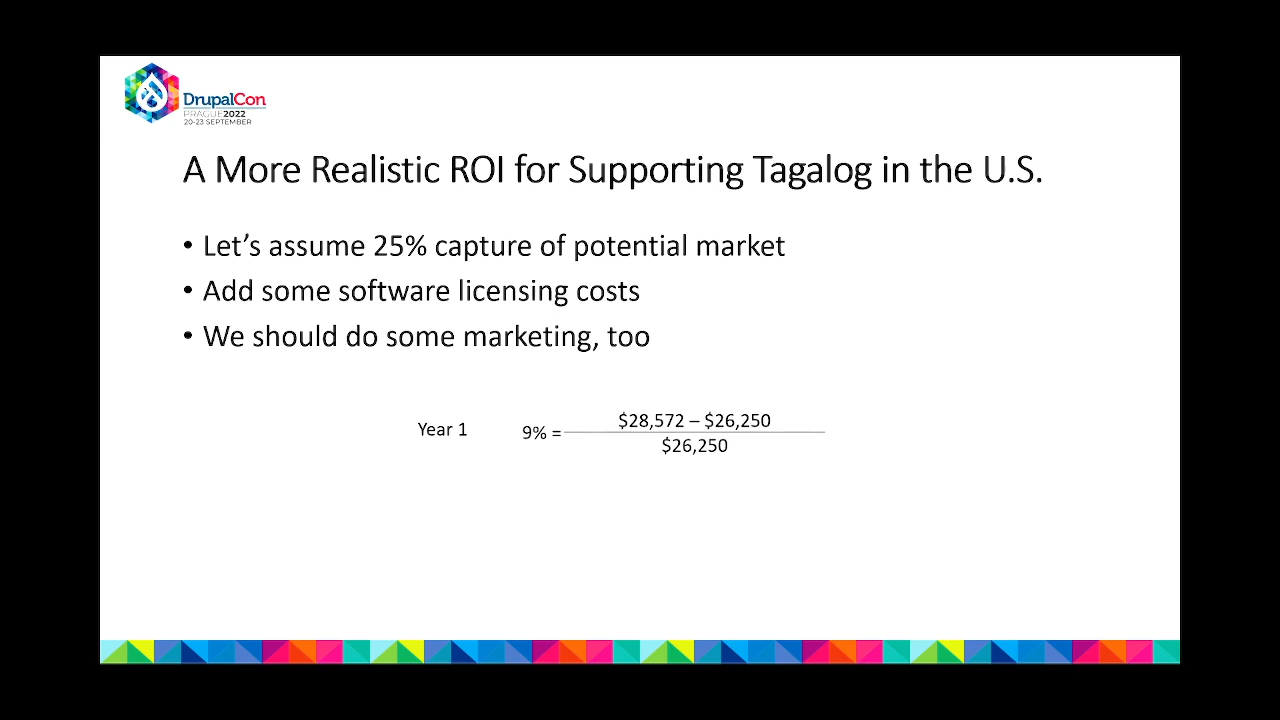 DrupalCon
PRAGUE2022
20-23 SEPTEMBER
A More Realistic ROI for Supporting Tagalog in the U.S.
• Let’s assume 25% capture of potential market
• Add some software licensing costs
• We should do some marketing, too
$28,572 – $26,250
Year 1 9% =
$26,250